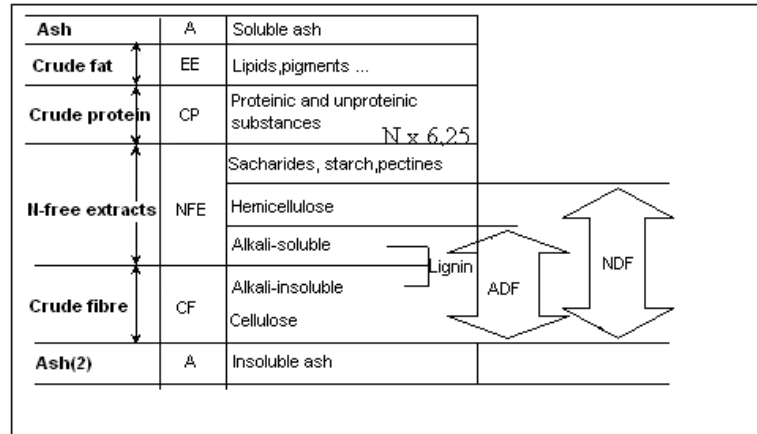 Ash A Soluble ash
Crude fat EE Lipids,pigments ...
Crude protein CP Proteinic and unproteinic
substances
N x 6,25
Sacharides, starch,pectines
N-free extracts NFE Hemicellulose
Alkali-soluble
Lignin
NDF
ADF
Alkali-insoluble
Crude fibre CF
Cellulose
Ash(2) A Insoluble ash